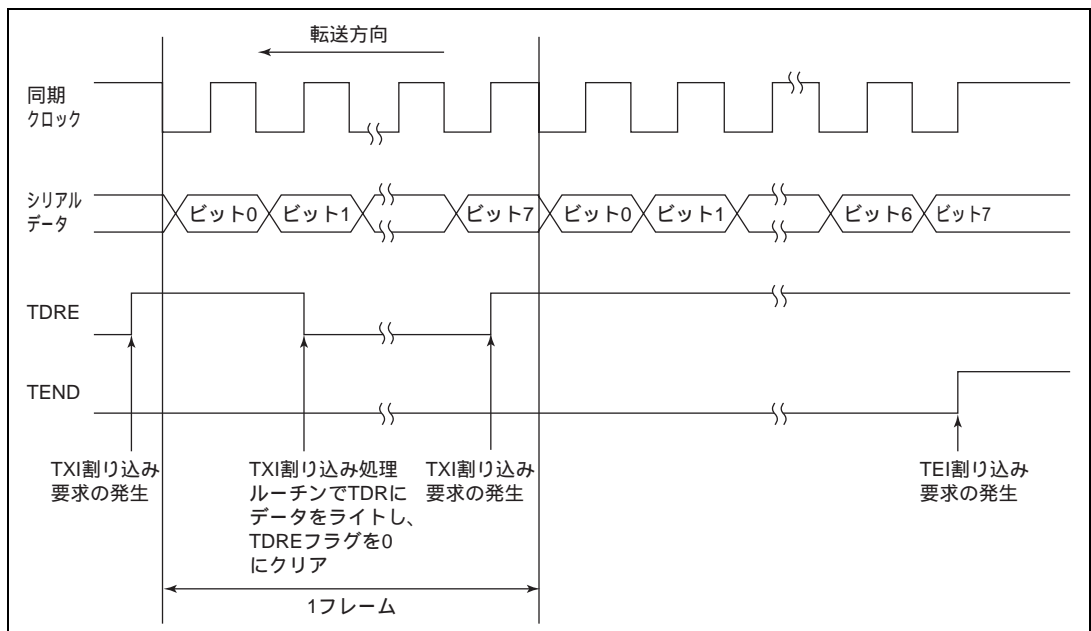 転送方向
同期
クロック
シリアル
データ
ビット0
ビット1
ビット7
ビット0
ビット1
ビット6
ビット7
TDRE
TEND
TXI割り込み
要求の発生
TXI割り込み処理
ルーチンでTDRに
データをライトし、
TDREフラグを0
にクリア
TXI割り込み
要求の発生
TEI割り込み
要求の発生
1フレーム